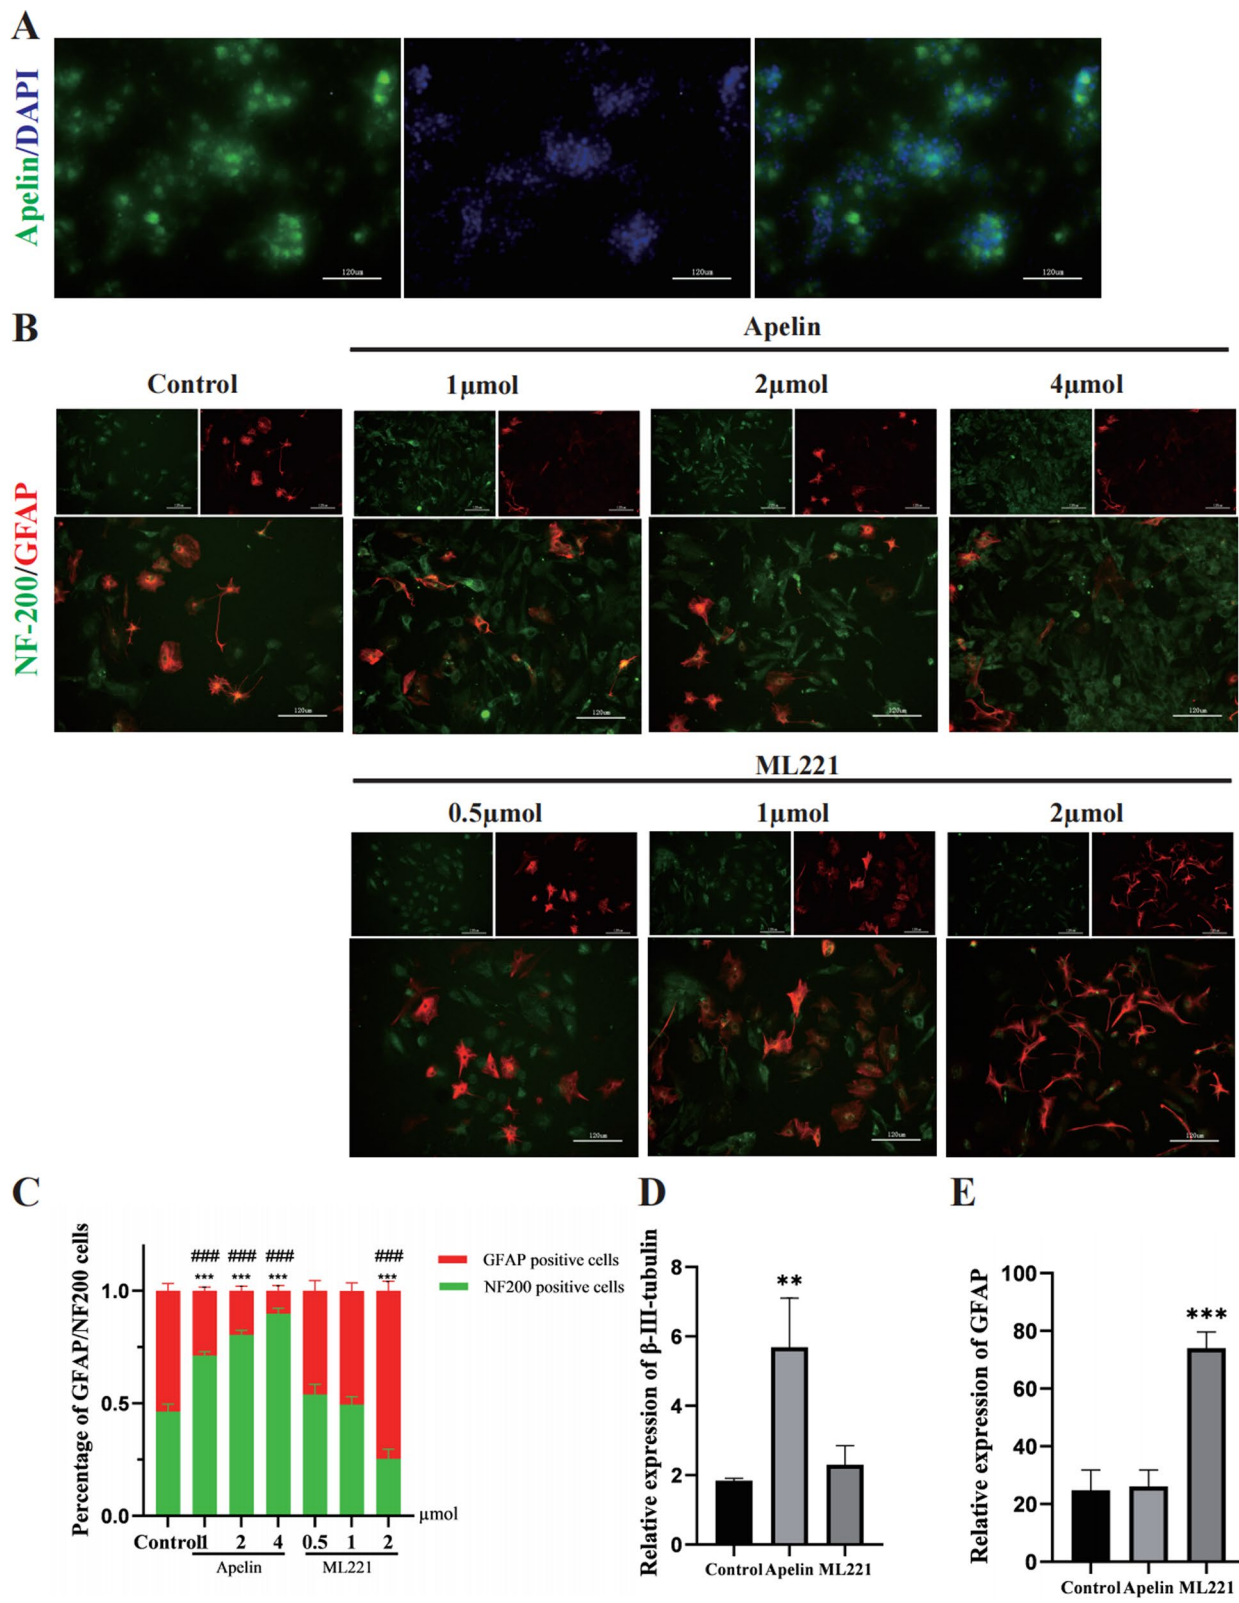 A
Apelin/DAPI
120um
120um
120um
B
Apelin
Control
1μmol
2μmol
4μmol
NF-200/GFAP
120um
120um
120um
120um
ML221
0.5μmol
1μmol
2μmol
120um
120um
120um
C
Percentage of GFAP/NF200 cells
### ### ### ###
*** *** *** ***
GFAP positive cells
NF200 positive cells
1.0
0.5
0.0
μmol
Control 1 2 4 0.5 1 2
Apelin ML221
D
Relative expression of β-III-tubulin
8
6
4
2
0
**
Control Apelin ML221
E
Relative expression of GFAP
100
80
60
40
20
0
***
Control Apelin ML221